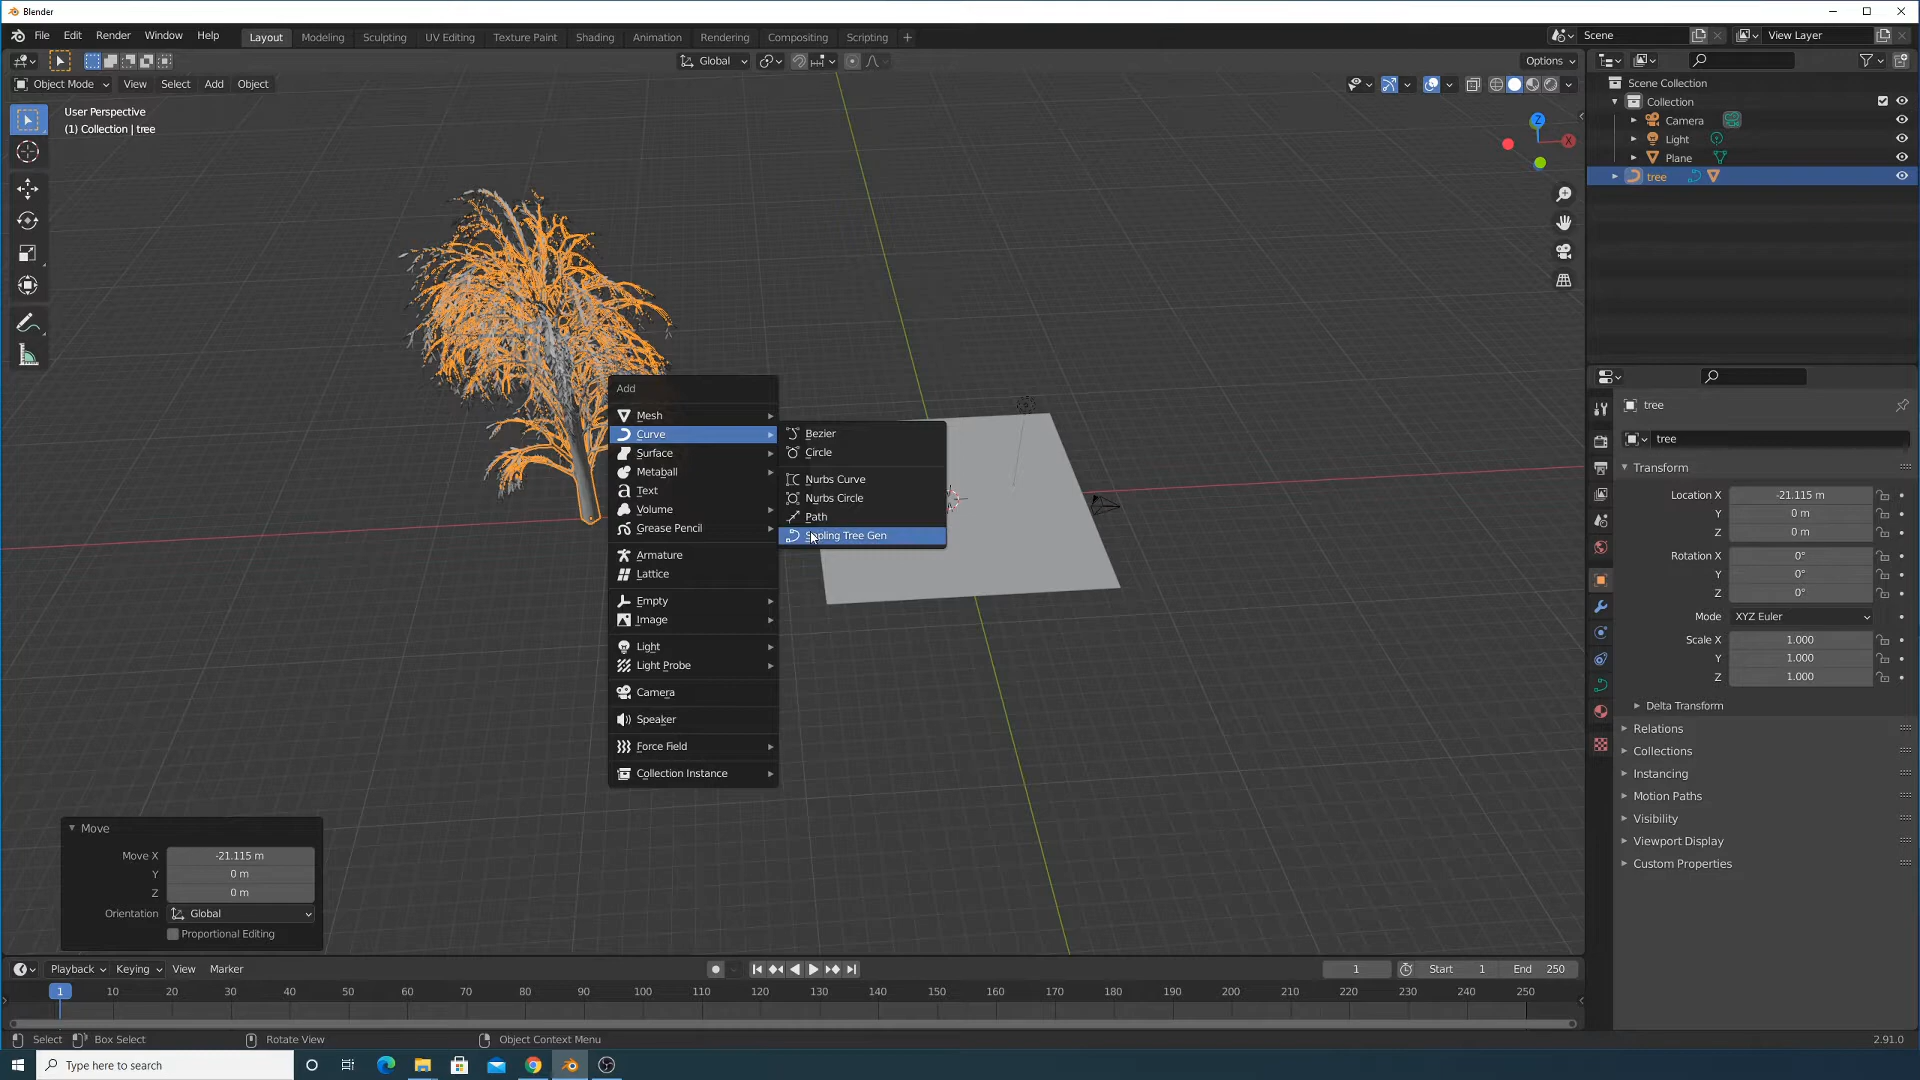 Blender
File Edit Render Window Help Layout Modeling Sculpting UV Editing Texture Paint Shading Animation Rendering Compositing Scripting + Scene View Layer
Global Options
Object Mode View Select Add Object
User Perspective
(1) Collection | tree
Z
X
Scene Collection
Collection
Camera
Light
Plane
tree
Add
Mesh
Curve
Surface
Metaball
Text
Volume
Grease Pencil
Armature
Lattice
Empty
Image
Light
Light Probe
Camera
Speaker
Force Field
Collection Instance
Bezier
Circle
Nurbs Curve
Nurbs Circle
Path
Sapling Tree Gen
tree
tree
Transform
Location X -21.115 m
Y 0 m
Z 0 m
Rotation X 0°
Y 0°
Z 0°
Mode XYZ Euler
Scale X 1.000
Y 1.000
Z 1.000
Delta Transform
Relations
Collections
Instancing
Motion Paths
Visibility
Viewport Display
Custom Properties
Move
Move X -21.115 m
Y 0 m
Z 0 m
Orientation Global
Proportional Editing
Playback Keying View Marker 1 Start 1 End 250
1 10 20 30 40 50 60 70 80 90 100 110 120 130 140 150 160 170 180 190 200 210 220 230 240 250
Select Box Select Rotate View Object Context Menu 2.91.0
Type here to search